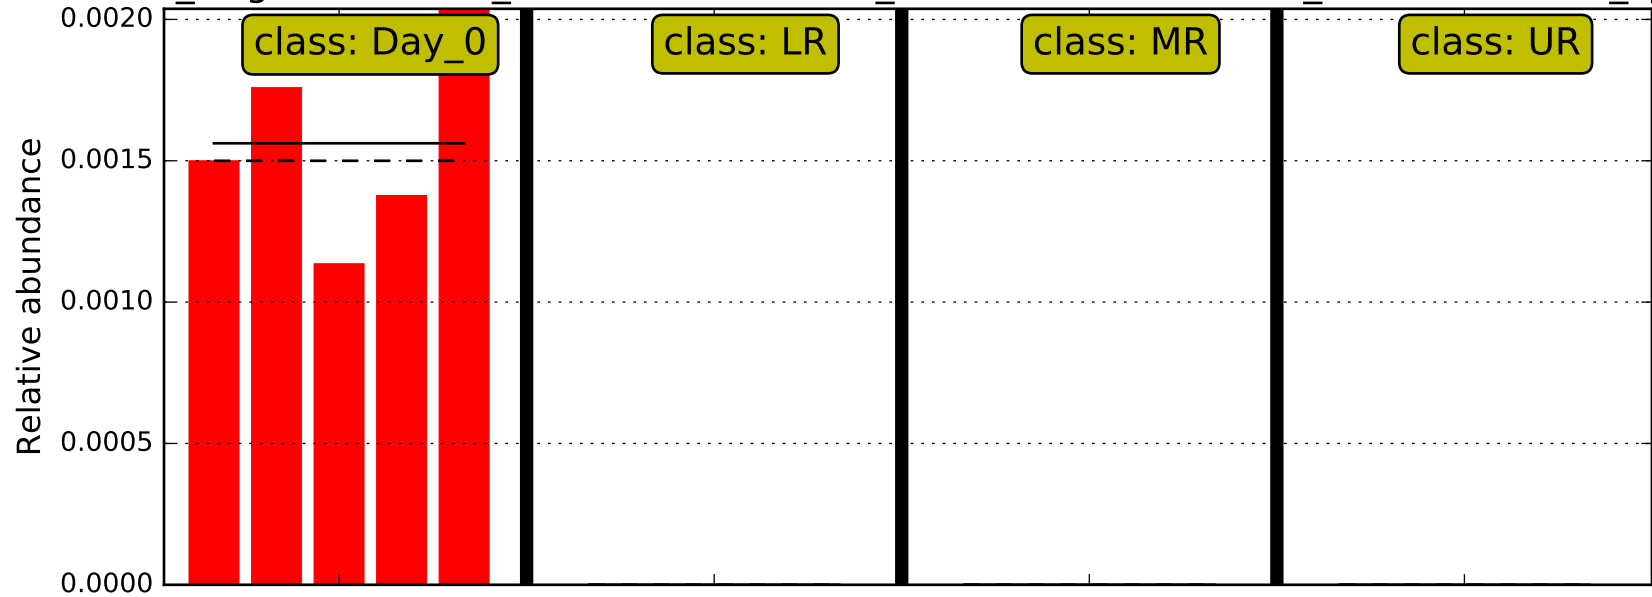 0.0020
class: Day_0
class: LR
class: MR
class: UR
0.0015
0.0010
0.0005
0.0000
Relative abundance